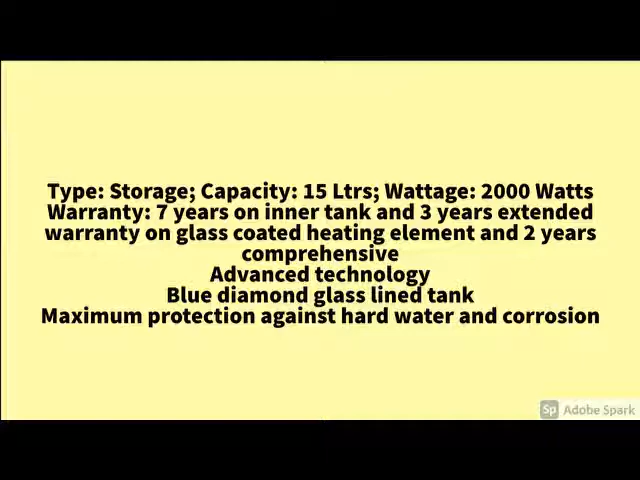 Type: Storage; Capacity: 15 Ltrs; Wattage: 2000 Watts
Warranty: 7 years on inner tank and 3 years extended
warranty on glass coated heating element and 2 years
comprehensive
Advanced technology
Blue diamond glass lined tank
Maximum protection against hard water and corrosion
Sp Adobe Spark